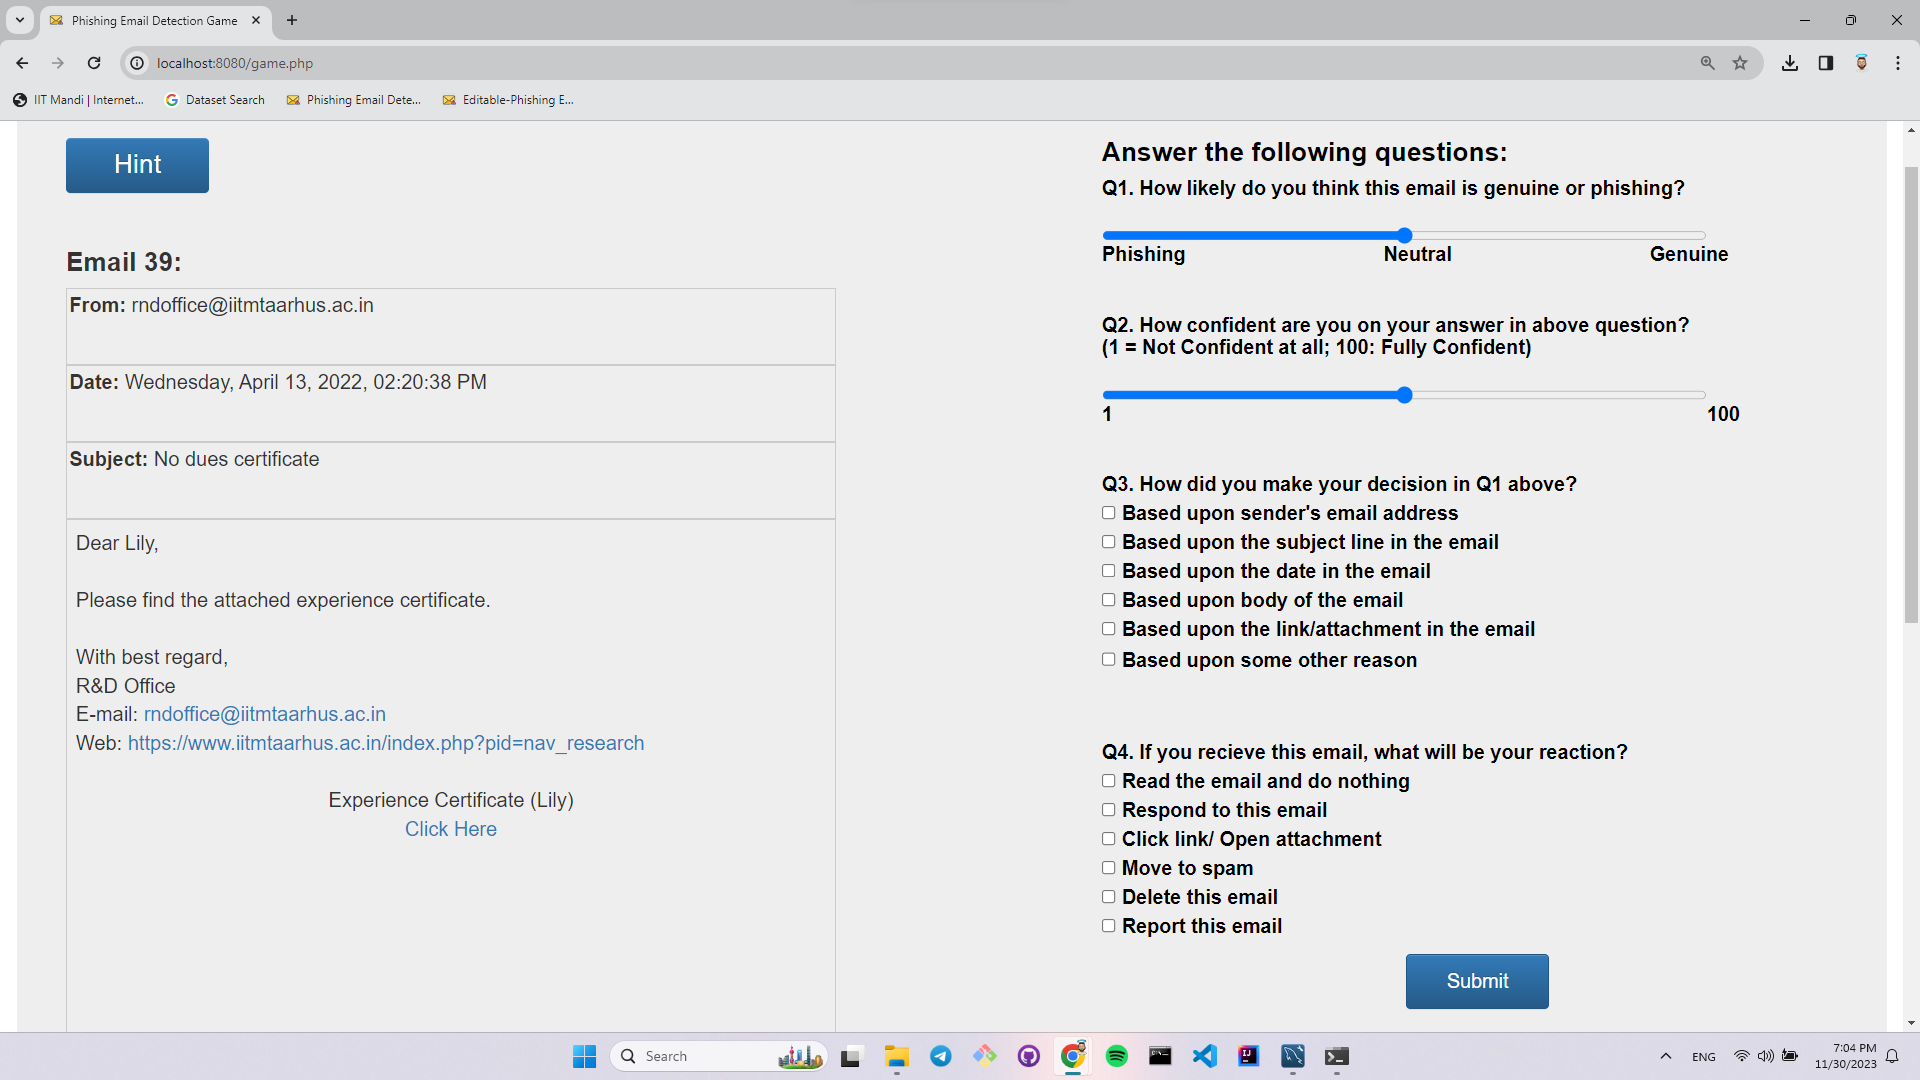 Phishing Email Detection Game
localhost:8080/game.php
IIT Mandi | Internet...
Dataset Search
Phishing Email Dete...
Editable-Phishing E...
Hint
Email 39:
From: rndoffice@iitmtaarhus.ac.in
Date: Wednesday, April 13, 2022, 02:20:38 PM
Subject: No dues certificate
Dear Lily,
Please find the attached experience certificate.
With best regard,
R&D Office
E-mail: rndoffice@iitmtaarhus.ac.in
Web: https://www.iitmtaarhus.ac.in/index.php?pid=nav_research
Experience Certificate (Lily)
Click Here
Answer the following questions:
Q1. How likely do you think this email is genuine or phishing?
Phishing Neutral Genuine
Q2. How confident are you on your answer in above question?
(1 = Not Confident at all; 100: Fully Confident)
1 100
Q3. How did you make your decision in Q1 above?
Based upon sender's email address
Based upon the subject line in the email
Based upon the date in the email
Based upon body of the email
Based upon the link/attachment in the email
Based upon some other reason
Q4. If you recieve this email, what will be your reaction?
Read the email and do nothing
Respond to this email
Click link/ Open attachment
Move to spam
Delete this email
Report this email
Submit
Search
ENG
7:04 PM
11/30/2023